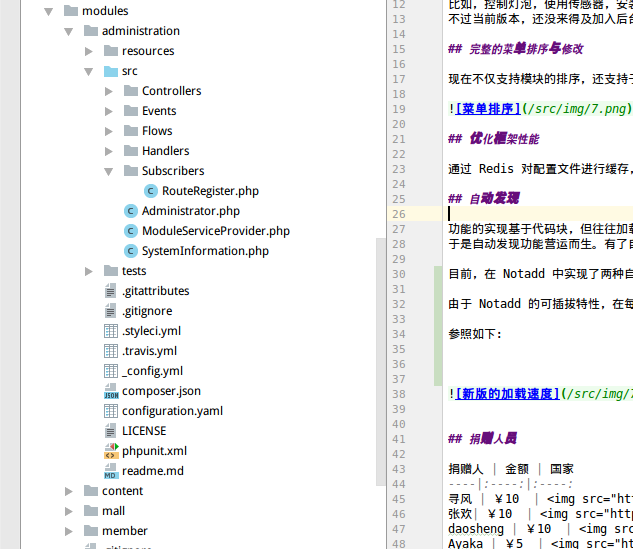 modules
administration
resources
src
Controllers
Events
Flows
Handlers
Subscribers
RouteRegister.php
Administrator.php
ModuleServiceProvider.php
SystemInformation.php
tests
.gitattributes
.gitignore
.styleci.yml
.travis.yml
_config.yml
composer.json
configuration.yaml
LICENSE
phpunit.xml
readme.md
content
mall
member
12 比如，控制灯泡，使用传感器，安装
13 不过当前版本，还没来得及加入后台
14
15 ## 完整的菜单排序与修改
16
17 现在不仅支持模块的排序，还支持子
18
19 ![菜单排序](/src/img/7.png)
20
21 ## 优化框架性能
22
23 通过 Redis 对配置文件进行缓存，
24
25 ## 自动发现
26
27 功能的实现基于代码块，但往往加载
28 于是自动发现功能营运而生。有了自
29
30 目前，在 Notadd 中实现了两种自
31
32 由于 Notadd 的可插拔特性，在每
33
34 参照如下:
35
36
37
38 ![新版的加载速度](/src/img/7
39
40
41 ## 捐赠人员
42
43 捐赠人 | 金额 | 国家
44 ----|:----:|:----:
45 寻风 | ￥10 | <img src="htt
46 张欢| ￥10 | <img src="http
47 daosheng | ￥10 | <img s
48 Ayaka | ￥5 | <img src="h